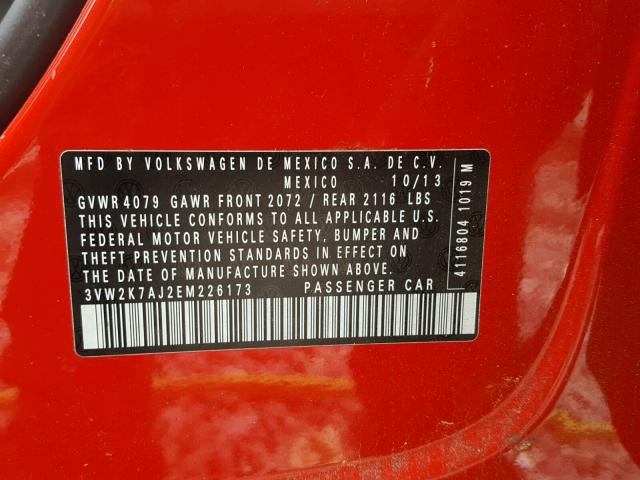 MFD BY VOLKSWAGEN DE MEXICO S.A. DE C.V.
MEXICO 10/13
GVWR 4079 GAWR FRONT 2072 / REAR 2116 LBS
THIS VEHICLE CONFORMS TO ALL APPLICABLE U.S.
FEDERAL MOTOR VEHICLE SAFETY, BUMPER AND
THEFT PREVENTION STANDARDS IN EFFECT ON
THE DATE OF MANUFACTURE SHOWN ABOVE.
3VW2K7AJ2EM226173 PASSENGER CAR
4116804 1019 M